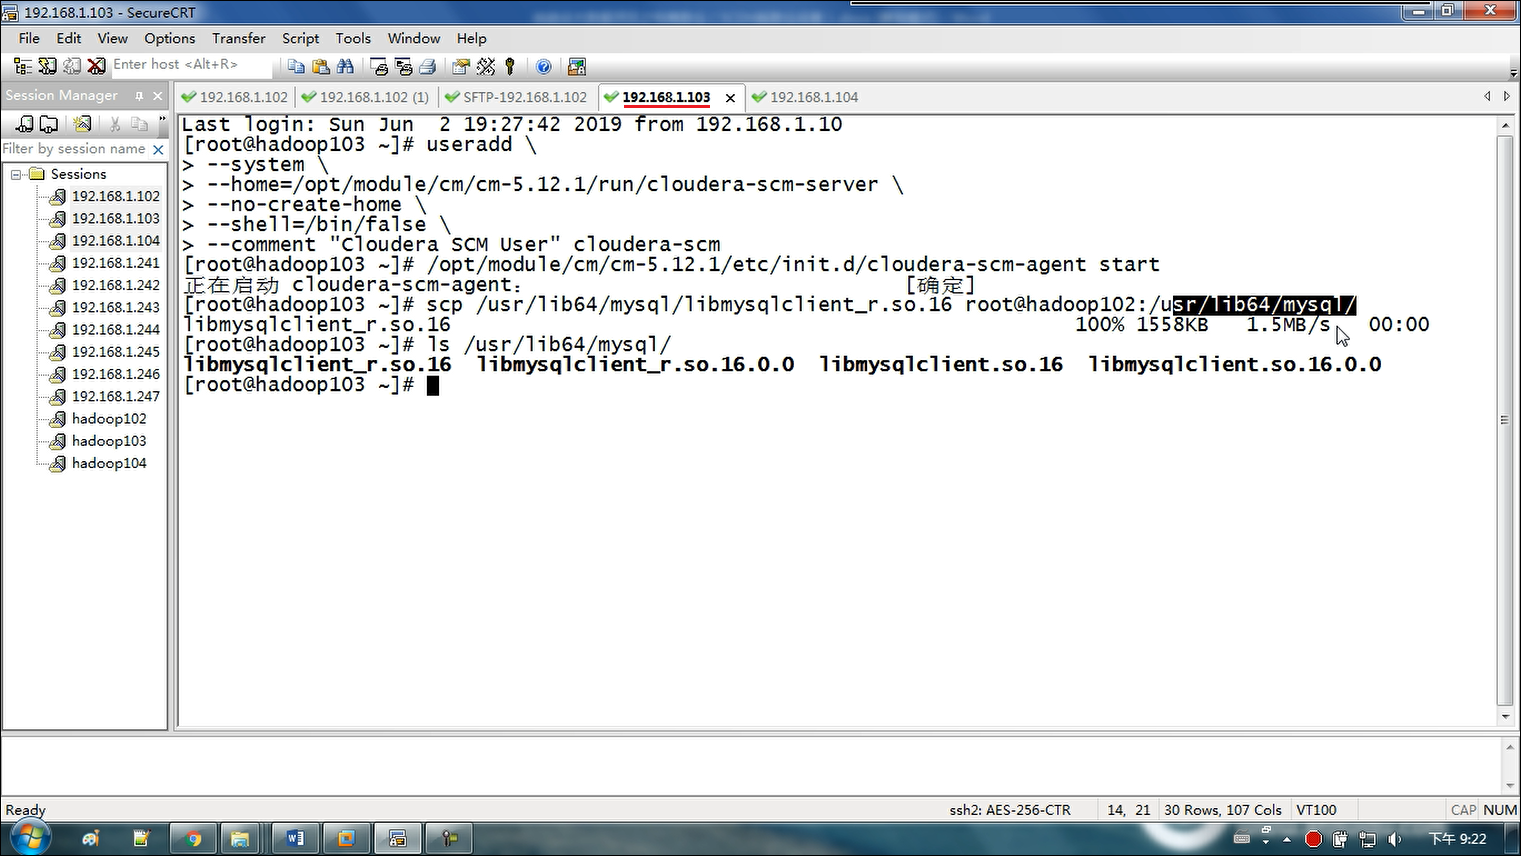 192.168.1.103 - SecureCRT
File Edit View Options Transfer Script Tools Window Help
Enter host <Alt+R>
Session Manager
192.168.1.102 192.168.1.102 (1) SFTP-192.168.1.102 192.168.1.103 192.168.1.104
Filter by session name
Sessions
192.168.1.102
192.168.1.103
192.168.1.104
192.168.1.241
192.168.1.242
192.168.1.243
192.168.1.244
192.168.1.245
192.168.1.246
192.168.1.247
hadoop102
hadoop103
hadoop104
Last login: Sun Jun  2 19:27:42 2019 from 192.168.1.10
[root@hadoop103 ~]# useradd \
> --system \
> --home=/opt/module/cm/cm-5.12.1/run/cloudera-scm-server \
> --no-create-home \
> --shell=/bin/false \
> --comment "Cloudera SCM User" cloudera-scm
[root@hadoop103 ~]# /opt/module/cm/cm-5.12.1/etc/init.d/cloudera-scm-agent start
正在启动 cloudera-scm-agent: [确定]
[root@hadoop103 ~]# scp /usr/lib64/mysql/libmysqlclient_r.so.16 root@hadoop102:/usr/lib64/mysql/
libmysqlclient_r.so.16 100% 1558KB 1.5MB/s 00:00
[root@hadoop103 ~]# ls /usr/lib64/mysql/
libmysqlclient_r.so.16 libmysqlclient_r.so.16.0.0 libmysqlclient.so.16 libmysqlclient.so.16.0.0
[root@hadoop103 ~]#
Ready ssh2: AES-256-CTR 14, 21 30 Rows, 107 Cols VT100 CAP NUM
下午 9:22